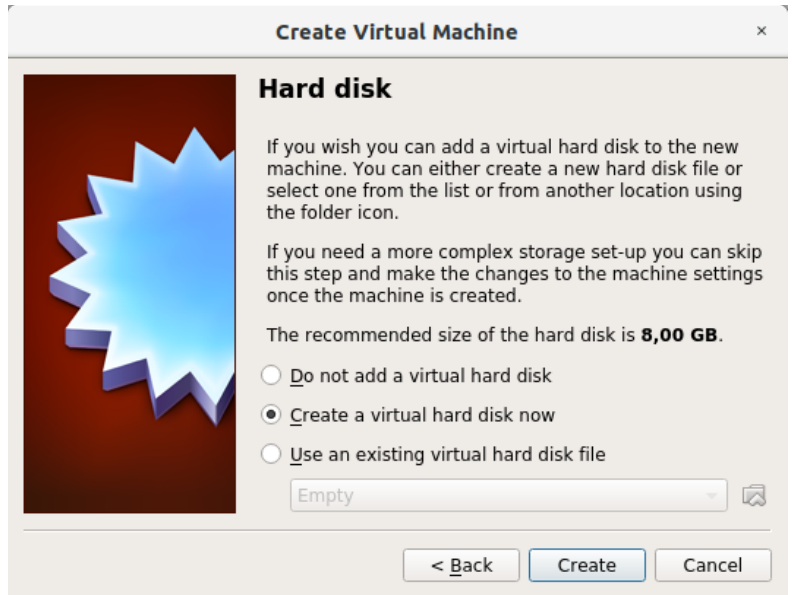 Create Virtual Machine
×
Hard disk
If you wish you can add a virtual hard disk to the new
machine. You can either create a new hard disk file or
select one from the list or from another location using
the folder icon.
If you need a more complex storage set-up you can skip
this step and make the changes to the machine settings
once the machine is created.
The recommended size of the hard disk is 8,00 GB.
Do not add a virtual hard disk
Create a virtual hard disk now
Use an existing virtual hard disk file
Empty
< Back Create Cancel